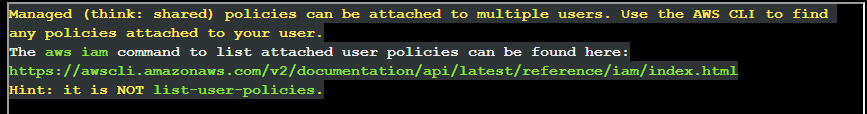 Managed (think: shared) policies can be attached to multiple users. Use the AWS CLI to find
any policies attached to your user.
The aws iam command to list attached user policies can be found here:
https://awscli.amazonaws.com/v2/documentation/api/latest/reference/iam/index.html
Hint: it is NOT list-user-policies.